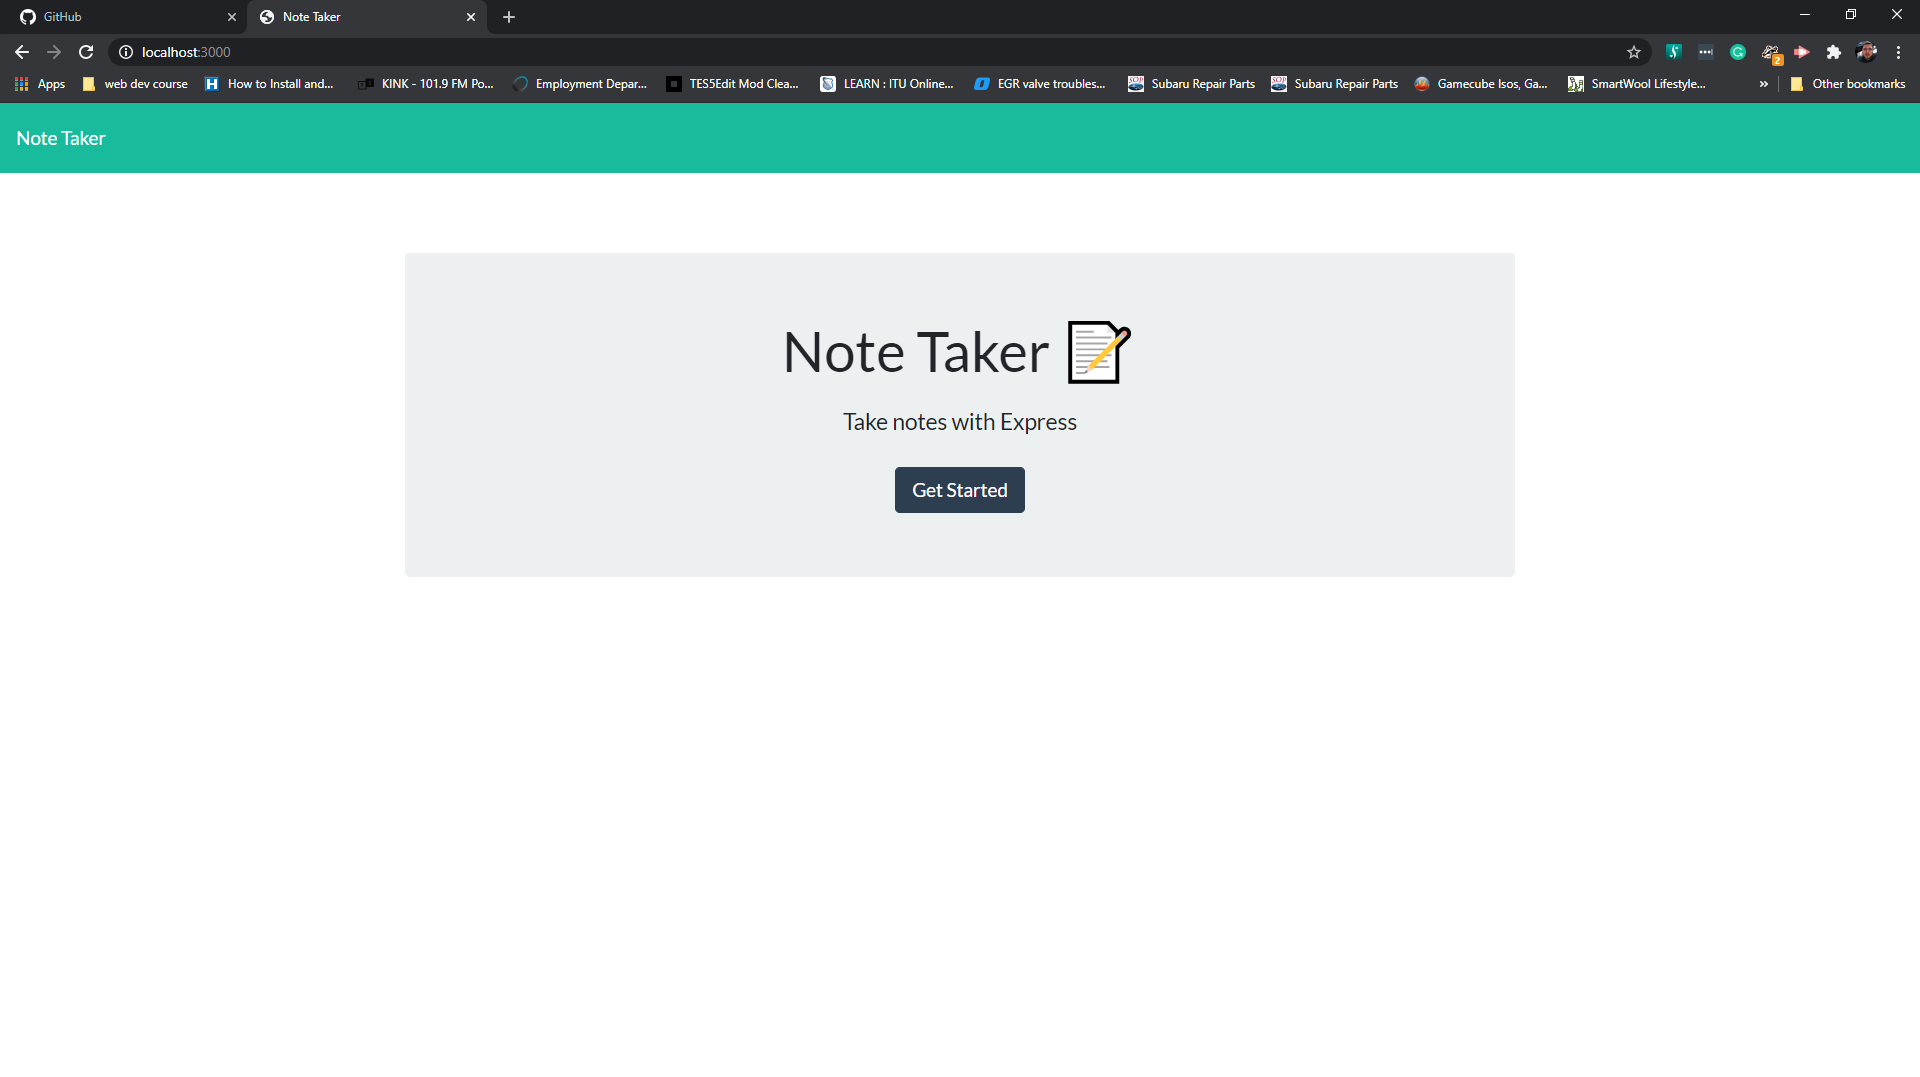 GitHub
Note Taker
localhost:3000
2
Apps
web dev course
How to Install and...
KINK - 101.9 FM Po...
Employment Depar...
TES5Edit Mod Clea...
LEARN : ITU Online...
EGR valve troubles...
Subaru Repair Parts
Subaru Repair Parts
Gamecube Isos, Ga...
SmartWool Lifestyle...
»
Other bookmarks
Note Taker
Note Taker
Take notes with Express
Get Started